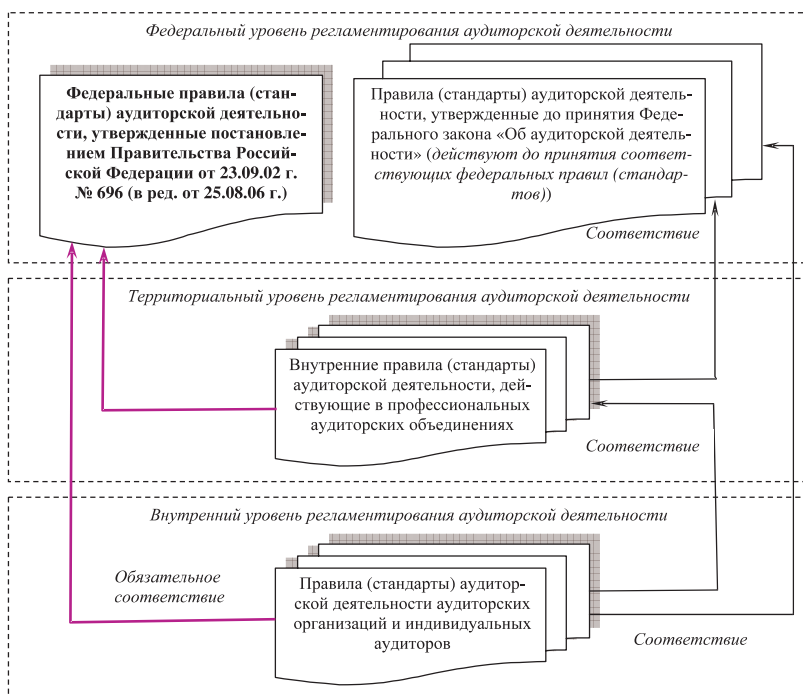 Федеральный уровень регламентирования аудиторской деятельности
Федеральные правила (стан-
дарты) аудиторской деятельно-
сти, утвержденные постановле-
нием Правительства Россий-
ской Федерации от 23.09.02 г.
№ 696 (в ред. от 25.08.06 г.)
Правила (стандарты) аудиторской деятель-
ности, утвержденные до принятия Феде-
рального закона «Об аудиторской деятель-
ности» (действуют до принятия соответ-
ствующих федеральных правил (стандар-
тов))
Соответствие
Территориальный уровень регламентирования аудиторской деятельности
Внутренние правила (стандарты)
аудиторской деятельности, дей-
ствующие в профессиональных
аудиторских объединениях
Соответствие
Внутренний уровень регламентирования аудиторской деятельности
Обязательное
соответствие
Правила (стандарты) аудитор-
ской деятельности аудиторских
организаций и индивидуальных
аудиторов
Соответствие